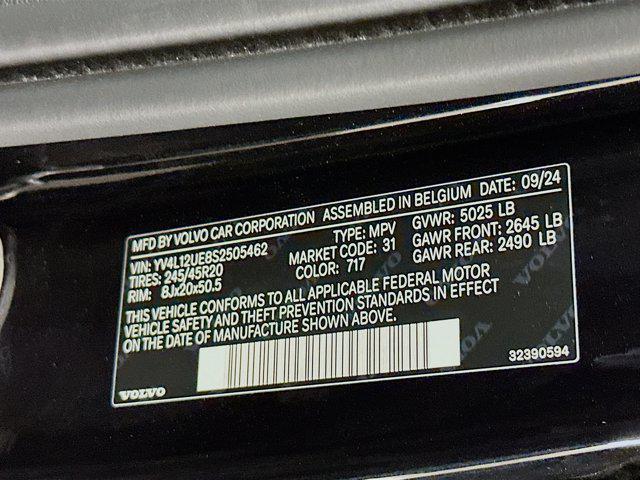 MFD BY VOLVO CAR CORPORATION ASSEMBLED IN BELGIUM DATE: 09/24
VIN: YV4L12UE8S2505462 TYPE: MPV GVWR: 5025 LB
TIRES: 245/45R20 MARKET CODE: 31 GAWR FRONT: 2645 LB
RIM: 8Jx20x50.5 COLOR: 717 GAWR REAR: 2490 LB
THIS VEHICLE CONFORMS TO ALL APPLICABLE FEDERAL MOTOR
VEHICLE SAFETY AND THEFT PREVENTION STANDARDS IN EFFECT
ON THE DATE OF MANUFACTURE SHOWN ABOVE.
VOLVO 32390594